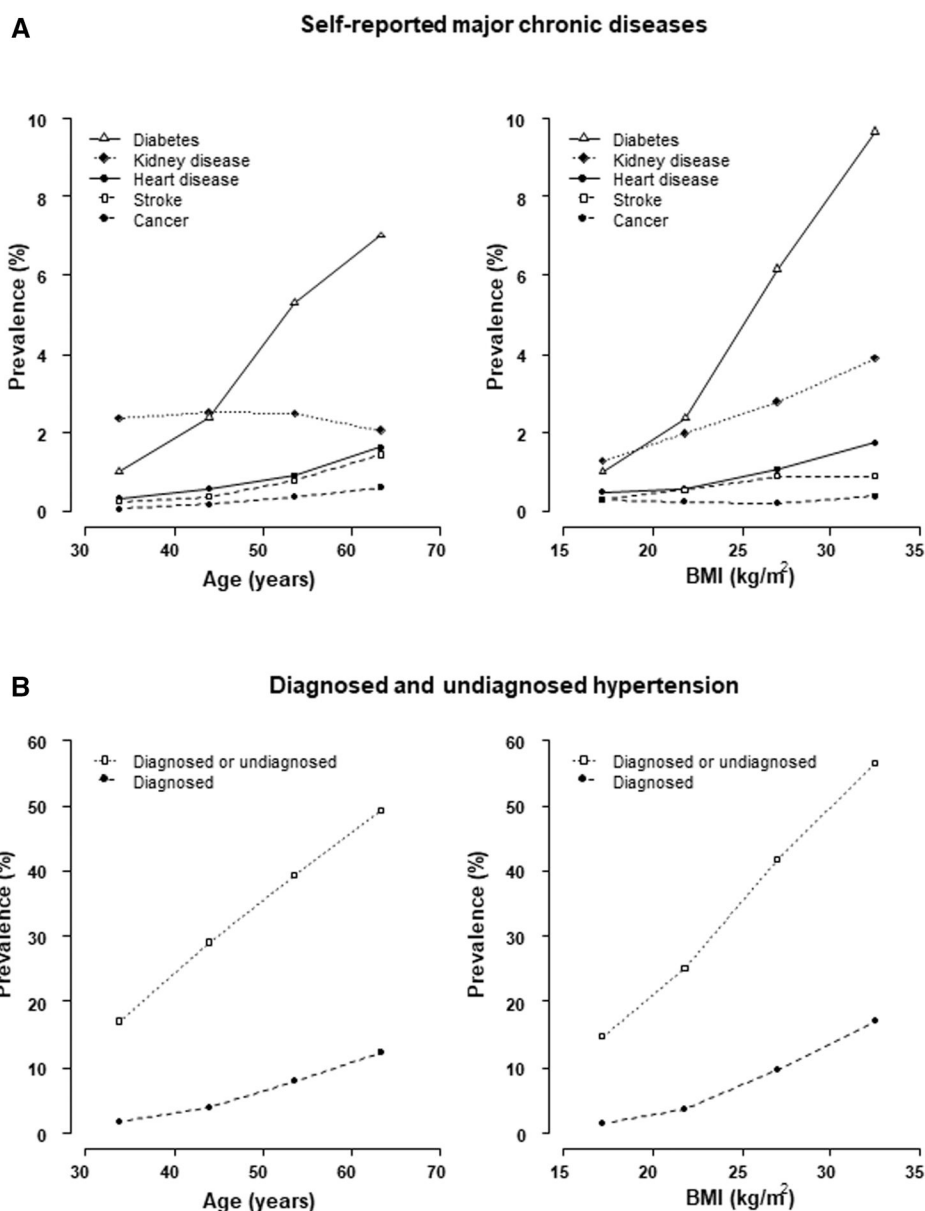 A
Self-reported major chronic diseases
Prevalence (%)
10
8
6
4
2
0
Diabetes
Kidney disease
Heart disease
Stroke
Cancer
30 40 50 60 70
Age (years)
Prevalence (%)
10
8
6
4
2
0
Diabetes
Kidney disease
Heart disease
Stroke
Cancer
15 20 25 30 35
BMI (kg/m²)
B
Diagnosed and undiagnosed hypertension
Prevalence (%)
60
50
40
30
20
10
0
Diagnosed or undiagnosed
Diagnosed
30 40 50 60 70
Age (years)
Prevalence (%)
60
50
40
30
20
10
0
Diagnosed or undiagnosed
Diagnosed
15 20 25 30 35
BMI (kg/m²)